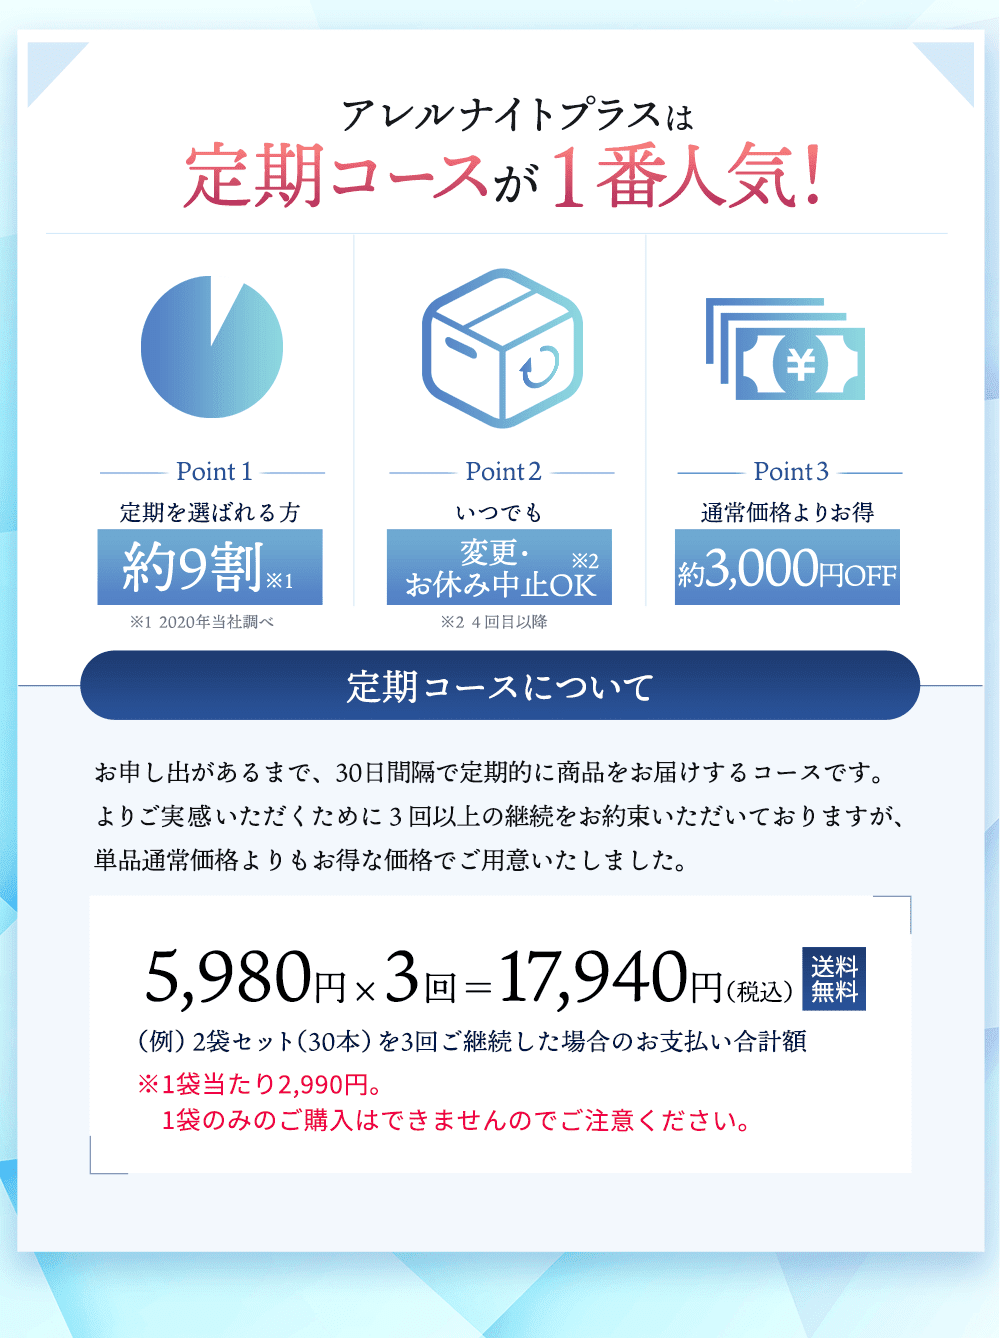 アレルナイトプラスは
定期コースが1番人気!
Point 1
定期を選ばれる方
約9割※1
※1 2020年当社調べ
Point 2
いつでも
変更・
お休み中止OK※2
※2 4回目以降
Point 3
通常価格よりお得
約3,000円OFF
定期コースについて
お申し出があるまで、30日間隔で定期的に商品をお届けするコースです。
よりご実感いただくために3回以上の継続をお約束いただいておりますが、
単品通常価格よりもお得な価格でご用意いたしました。
5,980円×3回=17,940円(税込) 送料無料
(例)2袋セット(30本)を3回ご継続した場合のお支払い合計額
※1袋当たり2,990円。
1袋のみのご購入はできませんのでご注意ください。